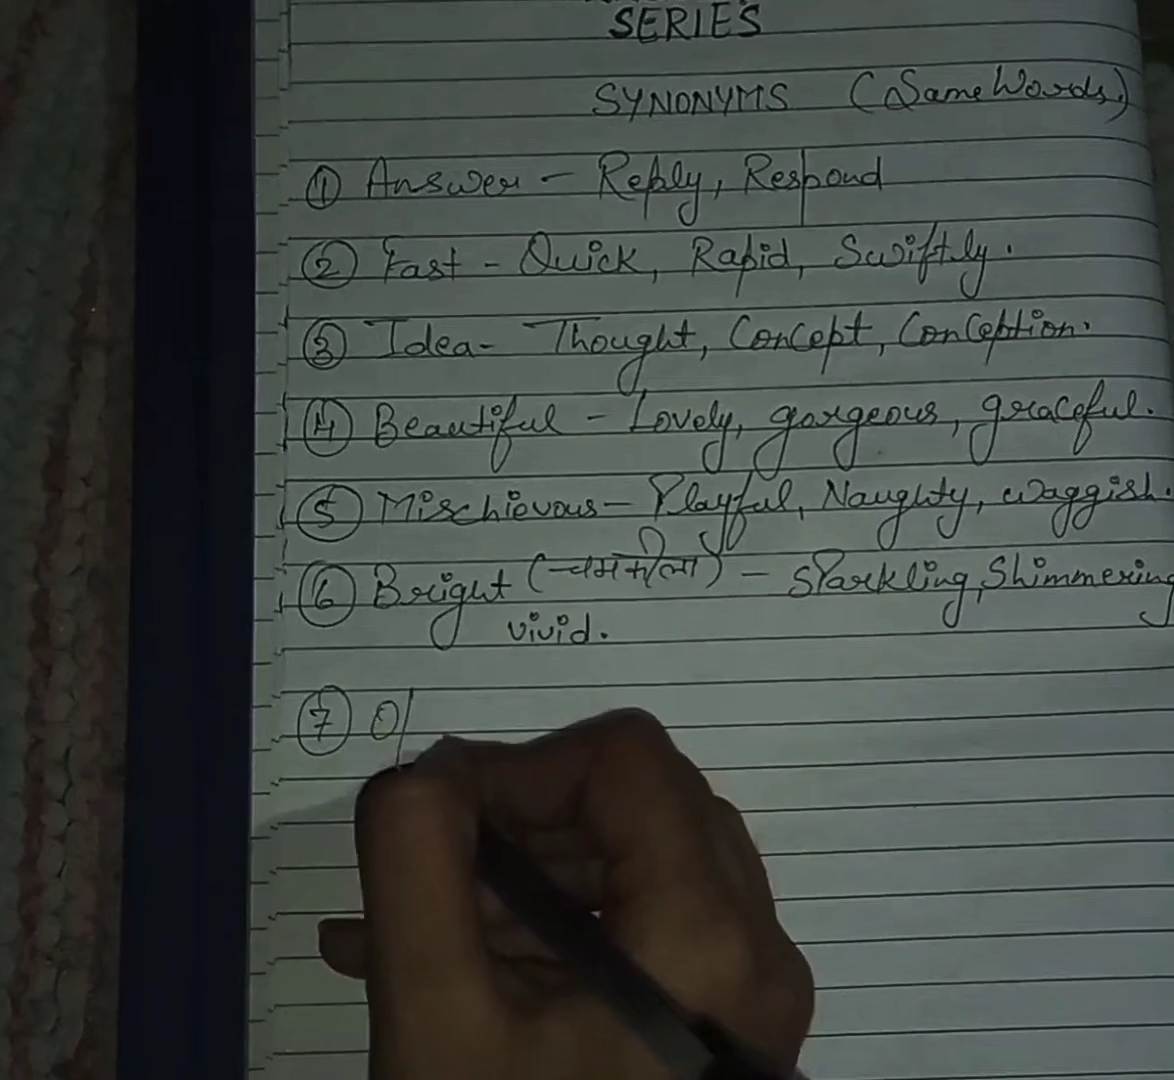 SERIES
SYNONYMS (Same Words)
① Answer - Reply, Respond
② Fast - Quick, Rapid, Swiftly.
③ Idea- Thought, Concept, Conception.
④ Beautiful - Lovely, gorgeous, graceful.
⑤ Mischievous - Playful, Naughty, waggish.
⑥ Bright (चमकीला) - Sparkling, Shimmering
vivid.
⑦